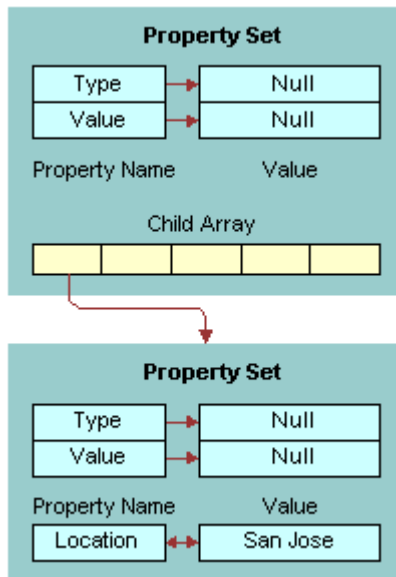 Property Set
Type Null
Value Null
Property Name Value
Child Array
Property Set
Type Null
Value Null
Property Name Value
Location San Jose